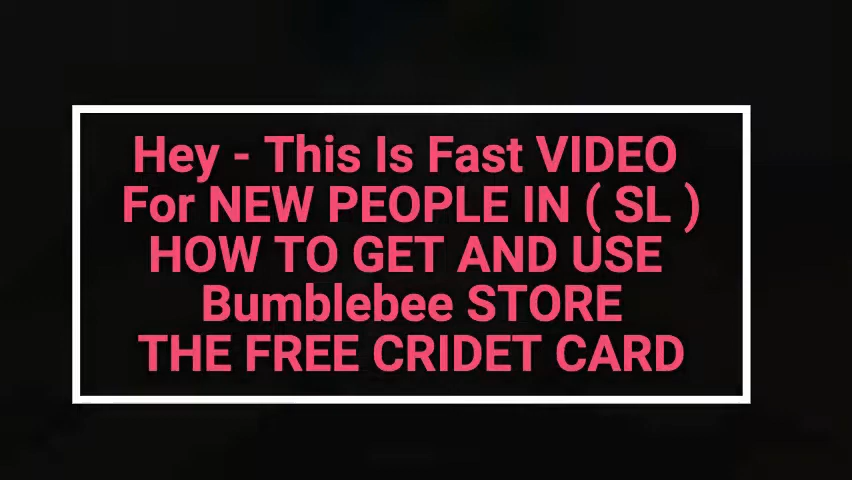 Hey - This Is Fast VIDEO
For NEW PEOPLE IN ( SL )
HOW TO GET AND USE
Bumblebee STORE
THE FREE CRIDET CARD